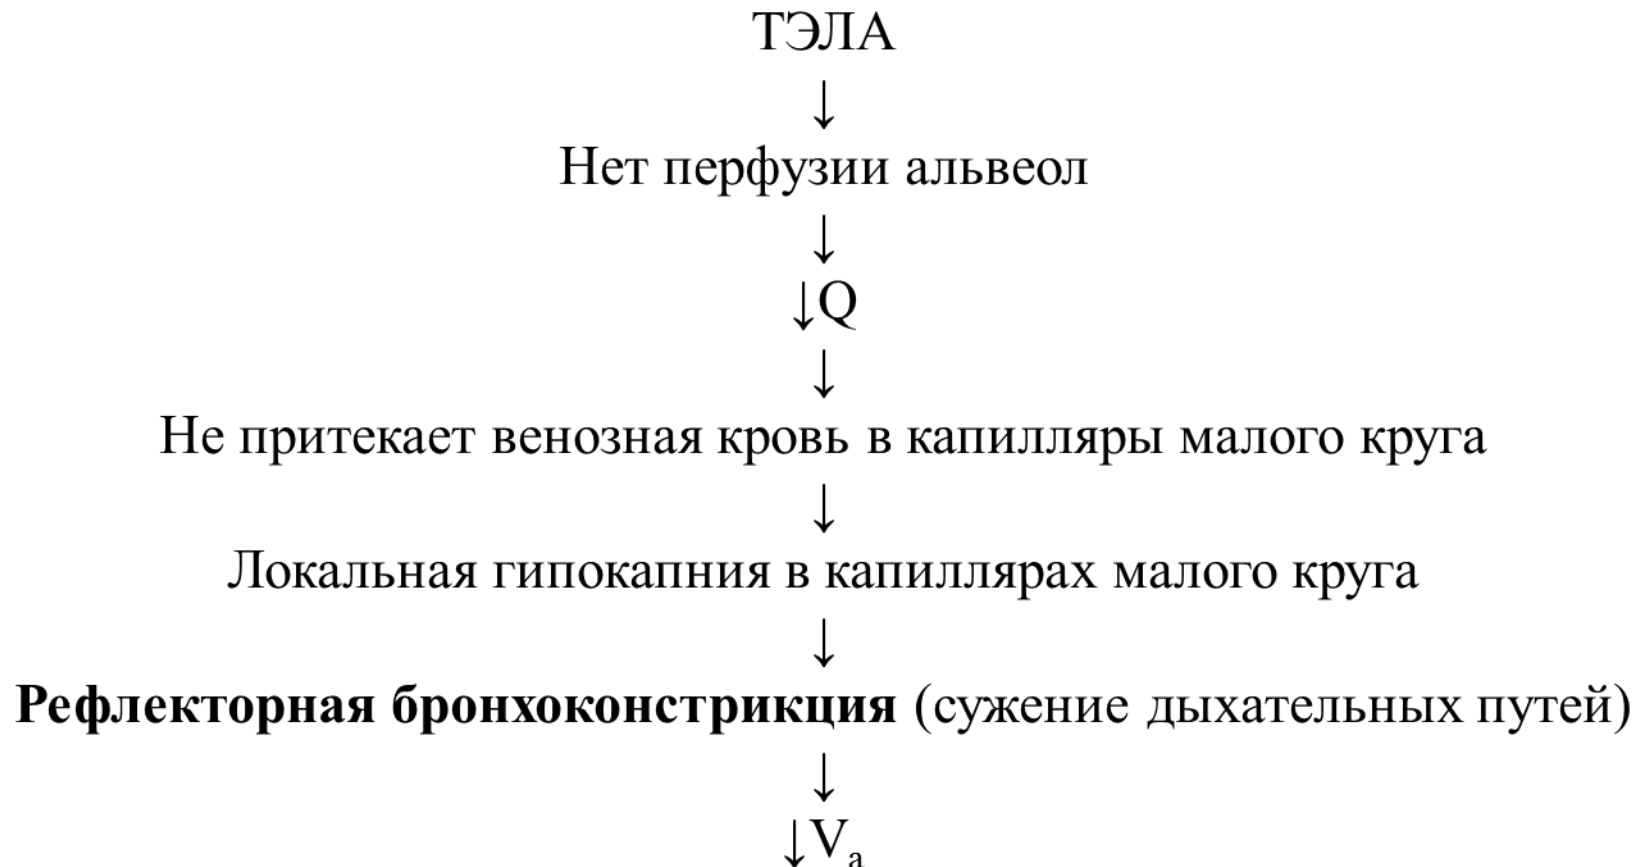 ТЭЛА
↓
Нет перфузии альвеол
↓
↓Q
↓
Не притекает венозная кровь в капилляры малого круга
↓
Локальная гипокапния в капиллярах малого круга
↓
Рефлекторная бронхоконстрикция (сужение дыхательных путей)
↓
↓Va